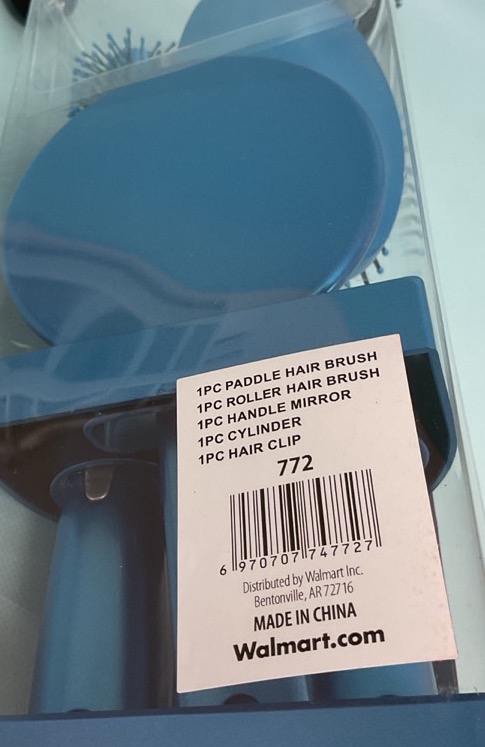 1PC PADDLE HAIR BRUSH
1PC ROLLER HAIR BRUSH
1PC HANDLE MIRROR
1PC CYLINDER
1PC HAIR CLIP
772
6 970707 747727
Distributed by Walmart Inc.
Bentonville, AR 72716
MADE IN CHINA
Walmart.com